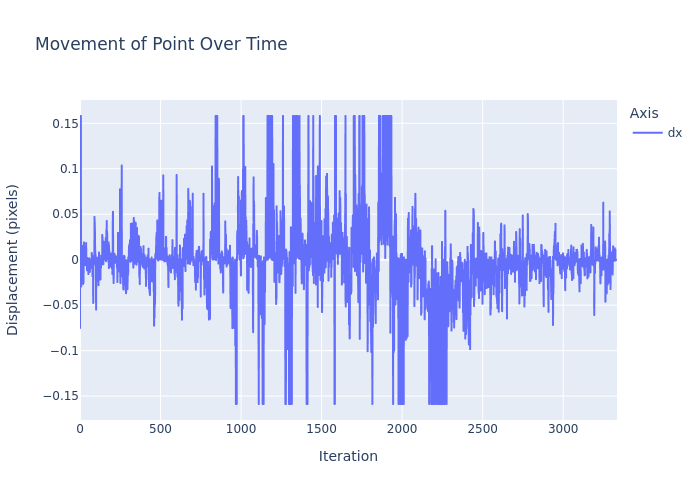 Movement of Point Over Time
Axis
dx
Displacement (pixels)
0.15
0.1
0.05
0
−0.05
−0.1
−0.15
0
500
1000
1500
2000
2500
3000
Iteration